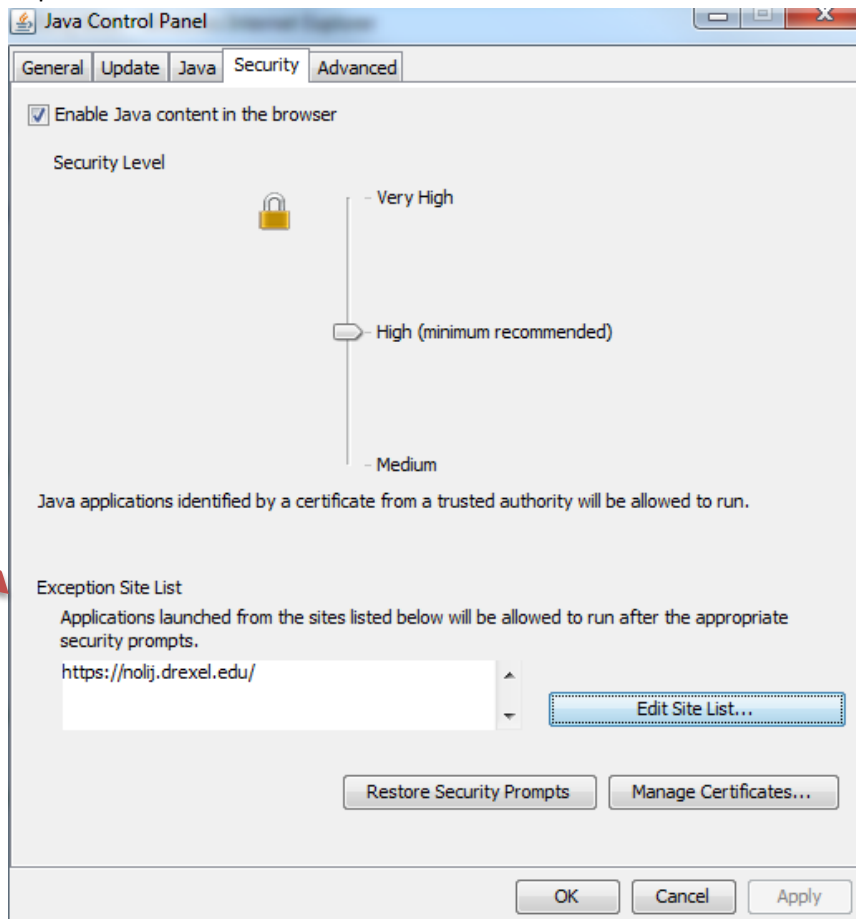 Java Control Panel
General Update Java Security Advanced
Enable Java content in the browser
Security Level
Very High
High (minimum recommended)
Medium
Java applications identified by a certificate from a trusted authority will be allowed to run.
Exception Site List
Applications launched from the sites listed below will be allowed to run after the appropriate
security prompts.
https://nolij.drexel.edu/
Edit Site List...
Restore Security Prompts Manage Certificates...
OK Cancel Apply